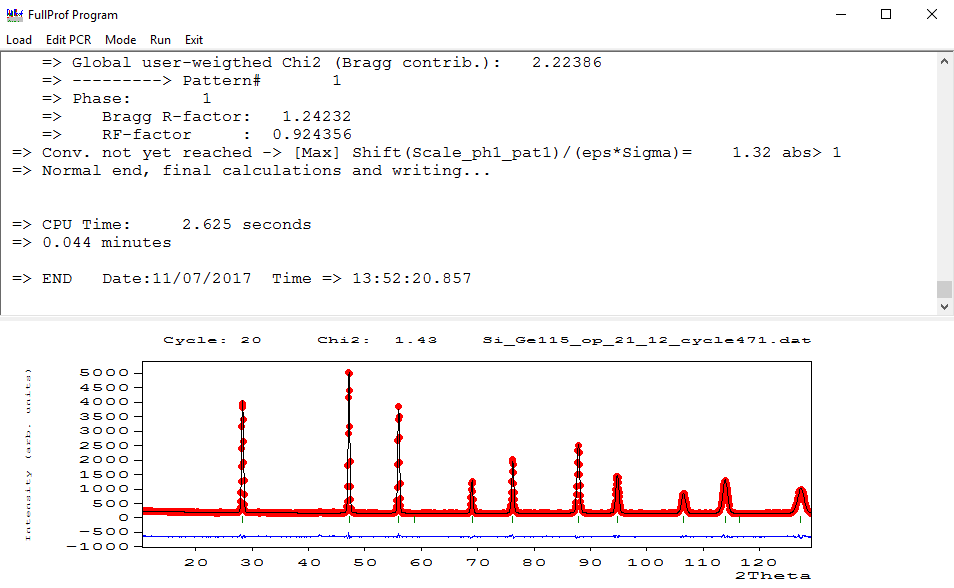 FullProf Program
Load Edit PCR Mode Run Exit
=> Global user-weigthed Chi2 (Bragg contrib.): 2.22386
=> ---------> Pattern# 1
=> Phase: 1
=> Bragg R-factor: 1.24232
=> RF-factor : 0.924356
=> Conv. not yet reached -> [Max] Shift(Scale_ph1_pat1)/(eps*Sigma)= 1.32 abs> 1
=> Normal end, final calculations and writing...
=> CPU Time: 2.625 seconds
=> 0.044 minutes
=> END Date:11/07/2017 Time => 13:52:20.857
Cycle: 20 Chi2: 1.43 Si_Ge115_op_21_12_cycle471.dat
Intensity (arb. units)
5000
4500
4000
3500
3000
2500
2000
1500
1000
500
0
-500
-1000
20 30 40 50 60 70 80 90 100 110 120
2Theta